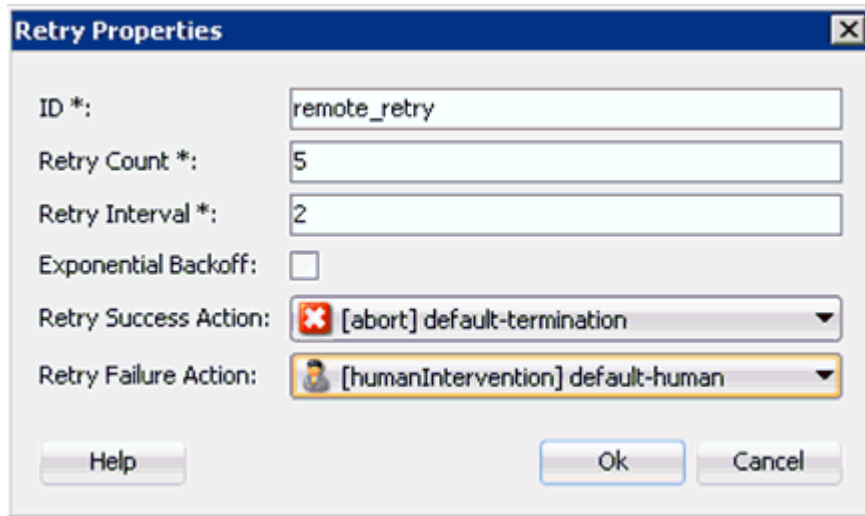 Retry Properties
ID *: remote_retry
Retry Count *: 5
Retry Interval *: 2
Exponential Backoff:
Retry Success Action: [abort] default-termination
Retry Failure Action: [humanIntervention] default-human
Help Ok Cancel